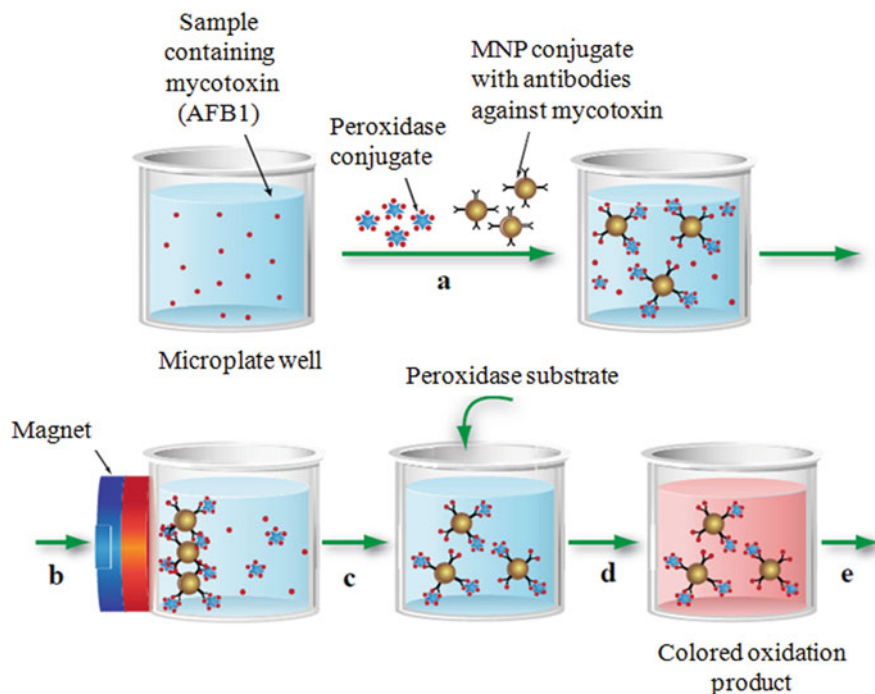 Sample
containing
mycotoxin
(AFB1)
MNP conjugate
with antibodies
against mycotoxin
Peroxidase
conjugate
a
Microplate well
Peroxidase substrate
Magnet
b
c
d
e
Colored oxidation
product